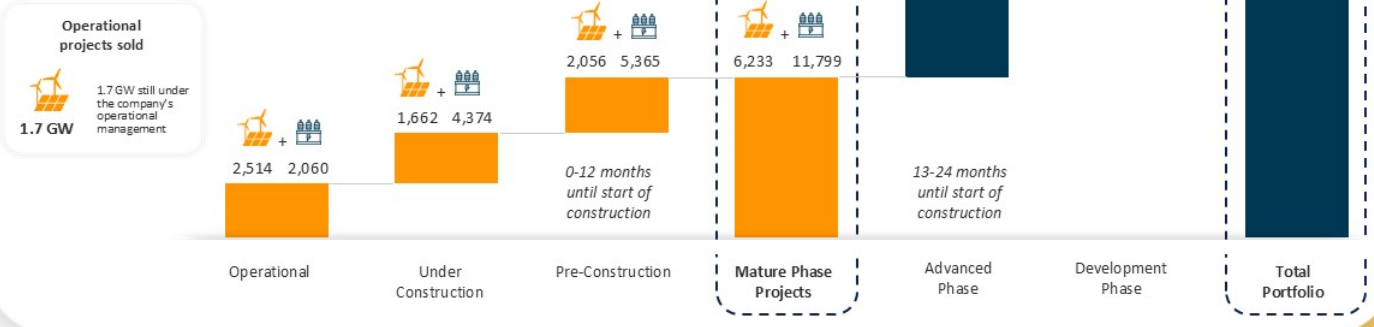 Operational
projects sold
1.7 GW still under
the company's
operational
management
1.7 GW
+
2,514 2,060
+
1,662 4,374
+
2,056 5,365
+
6,233 11,799
0-12 months
until start of
construction
13-24 months
until start of
construction
Operational
Under
Construction
Pre-Construction
Mature Phase
Projects
Advanced
Phase
Development
Phase
Total
Portfolio